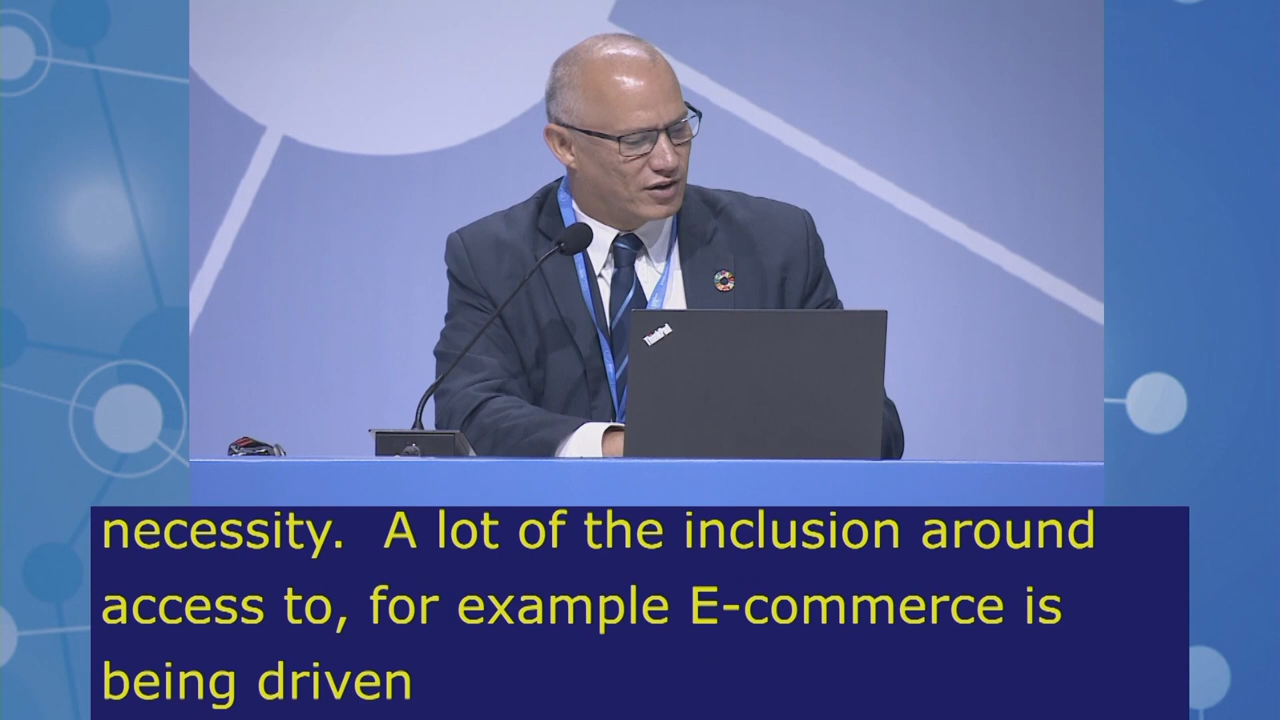 ThinkPad
necessity.  A lot of the inclusion around
access to, for example E-commerce is
being driven